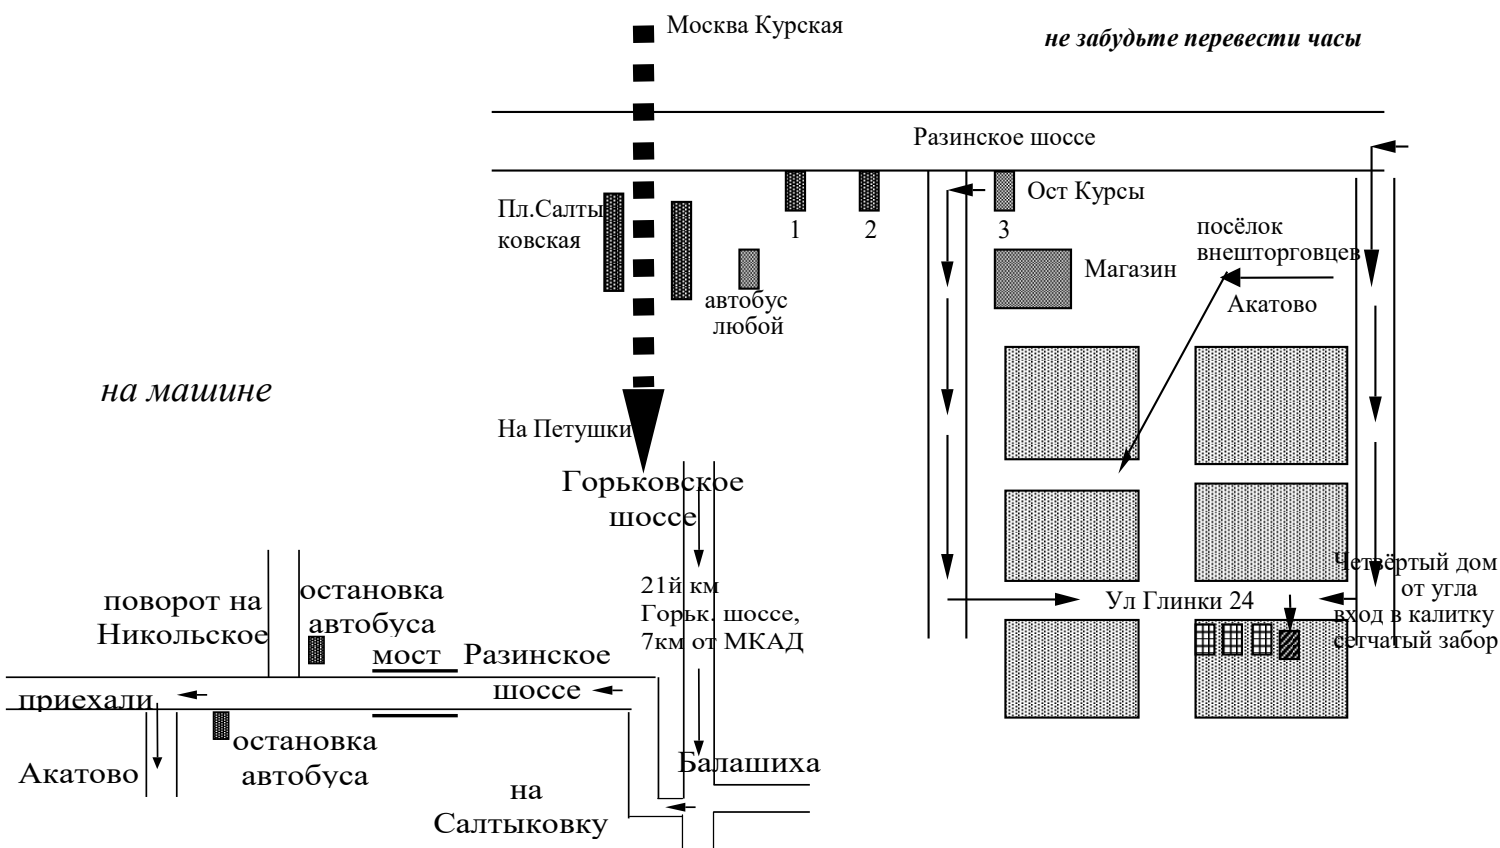 Москва Курская
не забудьте перевести часы
Разинское шоссе
Пл.Салты
ковская
1
2
Ост Курсы
3
посёлок
внешторговцев
Магазин
автобус
любой
Акатово
на машине
На Петушки
Горьковское
шоссе
21й км
Горьк. шоссе,
7км от МКАД
Четвёртый дом
от угла
вход в калитку
сетчатый забор
Ул Глинки 24
поворот на
Никольское
остановка
автобуса
мост
Разинское
шоссе
приехали
остановка
автобуса
Акатово
Балашиха
на
Салтыковку